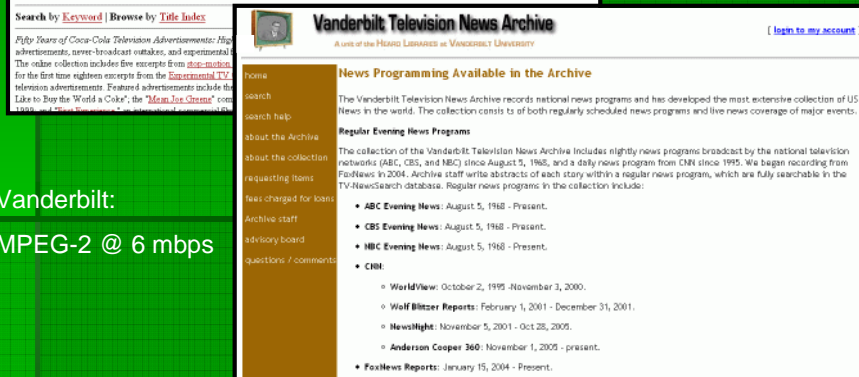 Search by Keyword | Browse by Title Index
Fifty Years of Coca-Cola Television Advertisements: High
advertisements, never-broadcast outtakes, and experimental
The online collection includes five excerpts from stop-motion
for the first time eighteen excerpts from the Experimental TV
television advertisements. Featured advertisements include the
Like to Buy the World a Coke"; the "Mean Joe Greene" com
1999; and "First Experience," an international commercial
Vanderbilt Television News Archive
A unit of the HEARD LIBRARIES at VANDERBILT UNIVERSITY
[ login to my account ]
home
search
search help
about the Archive
about the collection
requesting items
fees charged for loans
Archive staff
advisory board
questions / comments
News Programming Available in the Archive
The Vanderbilt Television News Archive records national news programs and has developed the most extensive collection of US
News in the world. The collection consis ts of both regularly scheduled news programs and live news coverage of major events.
Regular Evening News Programs
The collection of the Vanderbilt Television News Archive includes nightly news programs broadcast by the national television
networks (ABC, CBS, and NBC) since August 5, 1968, and a daily news program from CNN since 1995. We began recording from
FoxNews in 2004. Archive staff write abstracts of each story within a regular news program, which are fully searchable in the
TV-NewsSearch database. Regular news programs in the collection include:
ABC Evening News: August 5, 1968 - Present.
CBS Evening News: August 5, 1968 - Present.
NBC Evening News: August 5, 1968 - Present.
CNN:
WorldView: October 2, 1995 -November 3, 2000.
Wolf Blitzer Reports: February 1, 2001 - December 31, 2001.
NewsNight: November 5, 2001 - Oct 28, 2005.
Anderson Cooper 360: November 1, 2005 - present.
FoxNews Reports: January 15, 2004 - Present.
Vanderbilt:
MPEG-2 @ 6 mbps